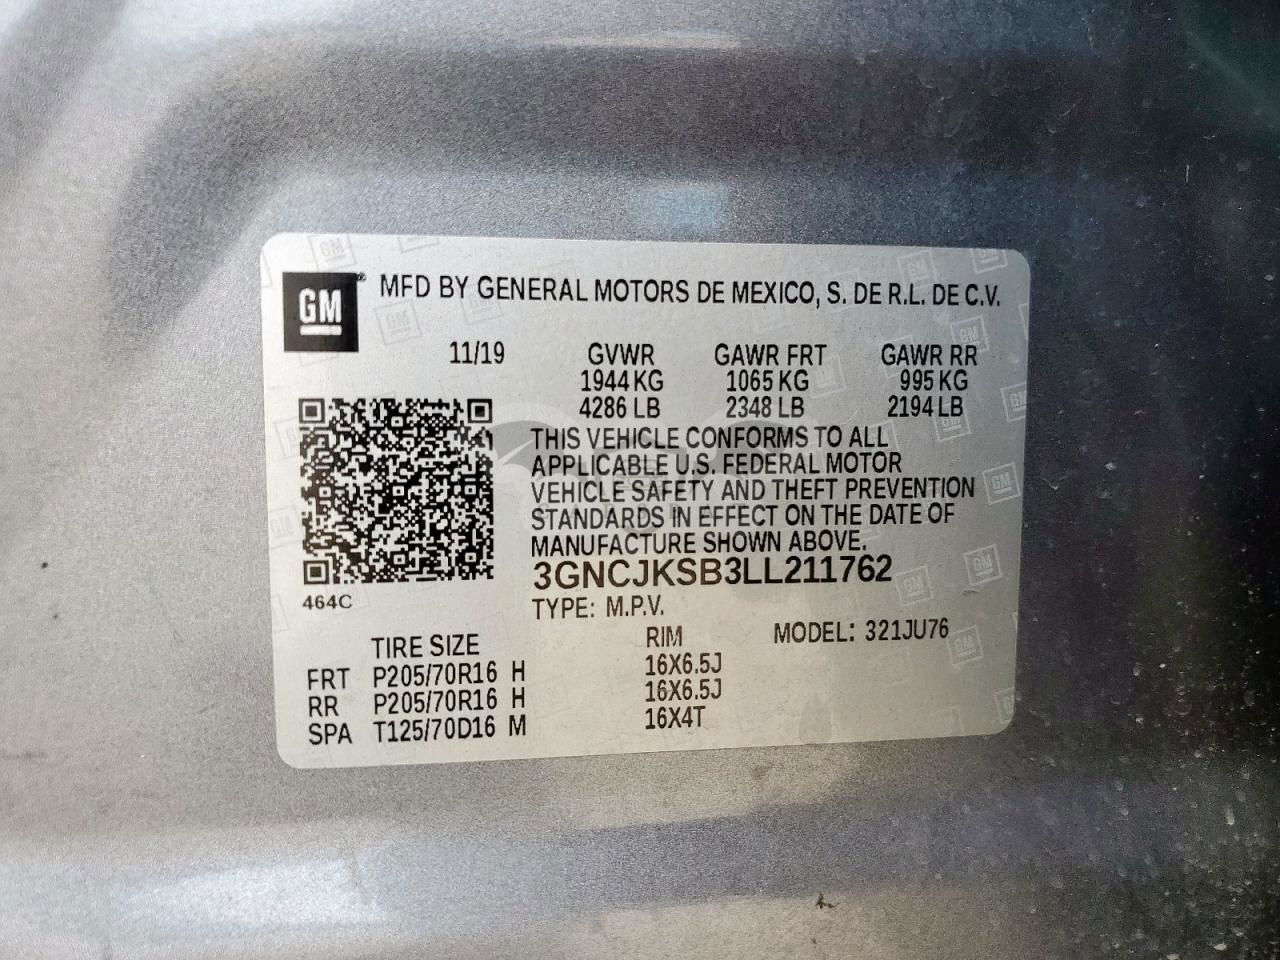 GM® MFD BY GENERAL MOTORS DE MEXICO, S. DE R.L. DE C.V.
11/19 GVWR GAWR FRT GAWR RR
1944 KG 1065 KG 995 KG
4286 LB 2348 LB 2194 LB
THIS VEHICLE CONFORMS TO ALL
APPLICABLE U.S. FEDERAL MOTOR
VEHICLE SAFETY AND THEFT PREVENTION
STANDARDS IN EFFECT ON THE DATE OF
MANUFACTURE SHOWN ABOVE.
3GNCJKSB3LL211762
464C
TYPE: M.P.V.
TIRE SIZE RIM MODEL: 321JU76
FRT P205/70R16 H 16X6.5J
RR P205/70R16 H 16X6.5J
SPA T125/70D16 M 16X4T